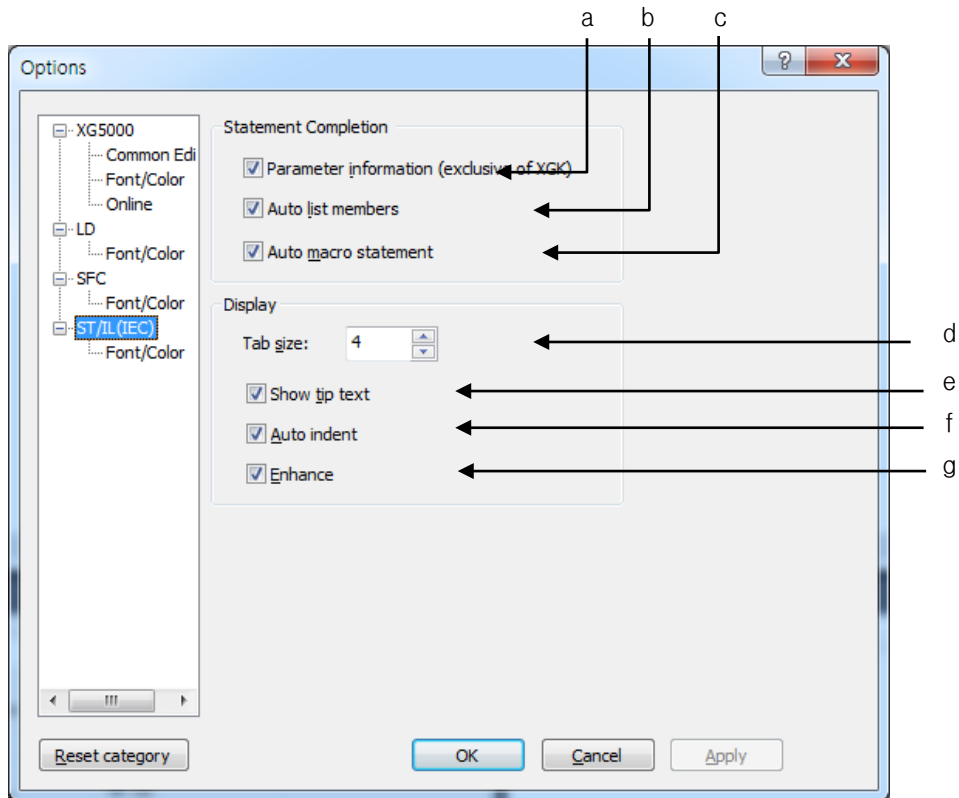 a b c
Options
XG5000
Common Edi
Font/Color
Online
LD
Font/Color
SFC
Font/Color
ST/IL(IEC)
Font/Color
Statement Completion
Parameter information (exclusive of XGK)
Auto list members
Auto macro statement
Display
Tab size: 4
Show tip text
Auto indent
Enhance
d
e
f
g
Reset category
OK
Cancel
Apply